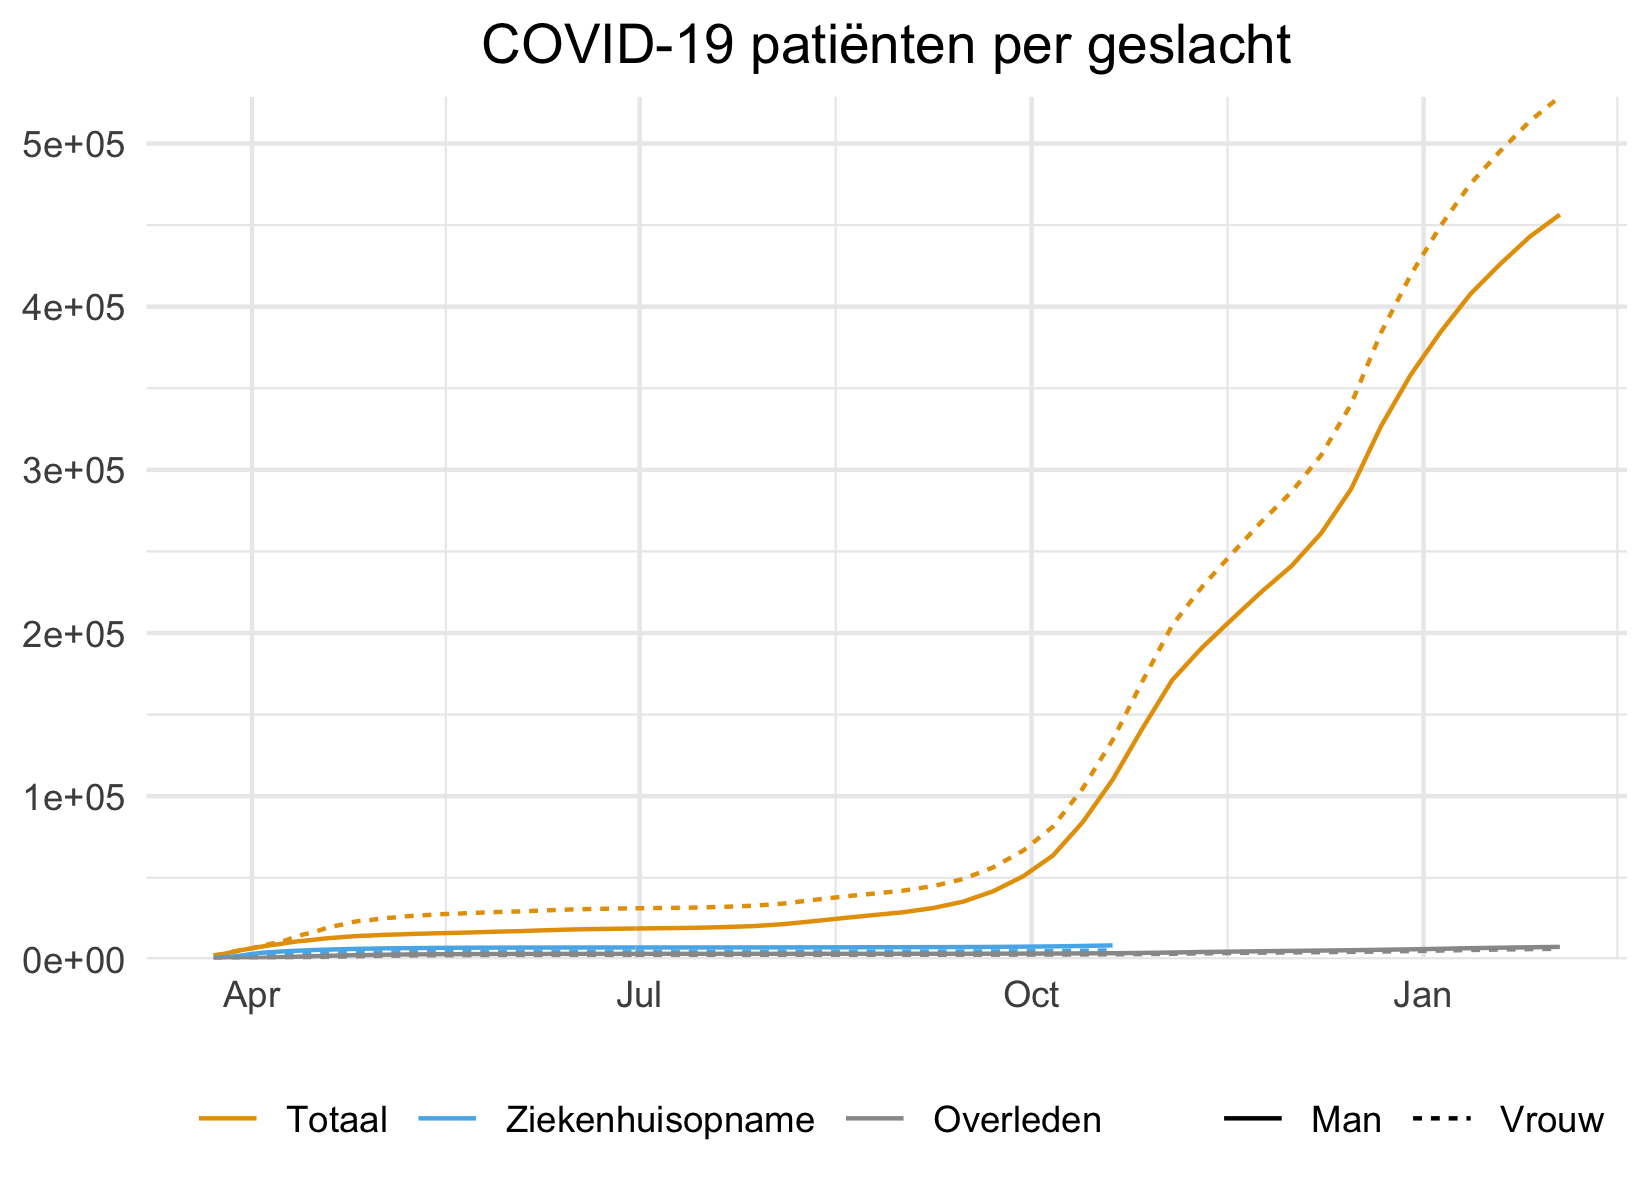 COVID-19 patiënten per geslacht
5e+05
4e+05
3e+05
2e+05
1e+05
0e+00
Apr Jul Oct Jan
Totaal Ziekenhuisopname Overleden Man Vrouw